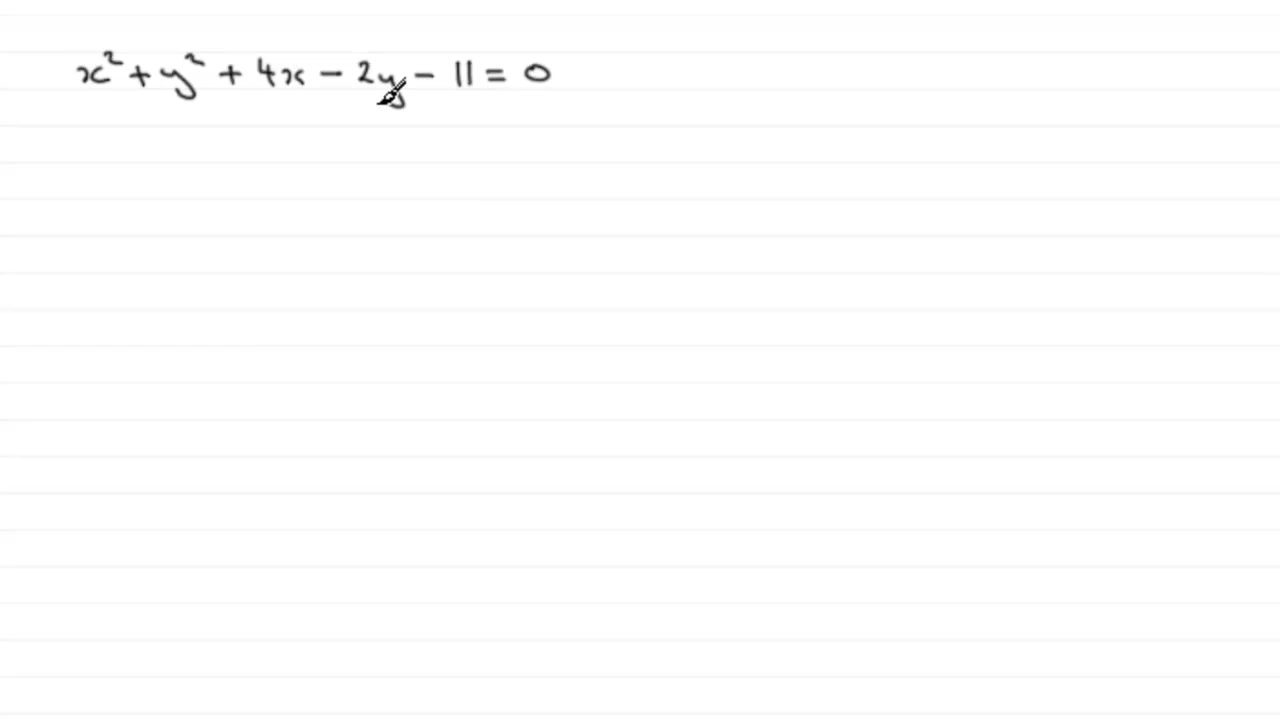 x² + y² + 4x - 2y - 11 = 0